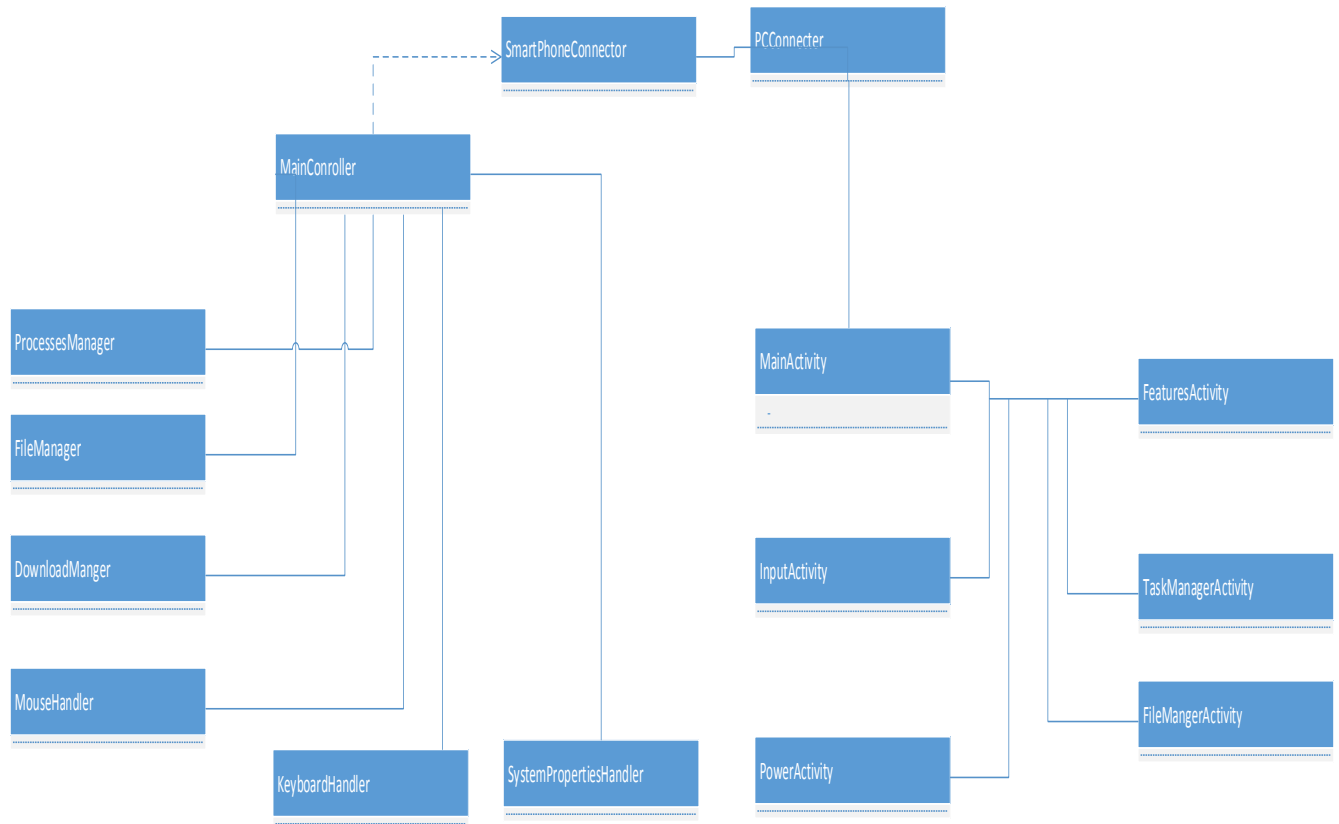 SmartPhoneConnector
PCConnecter
MainConroller
ProcessesManager
MainActivity
-
FeaturesActivity
FileManager
DownloadManger
InputActivity
TaskManagerActivity
MouseHandler
FileMangerActivity
KeyboardHandler
SystemPropertiesHandler
PowerActivity